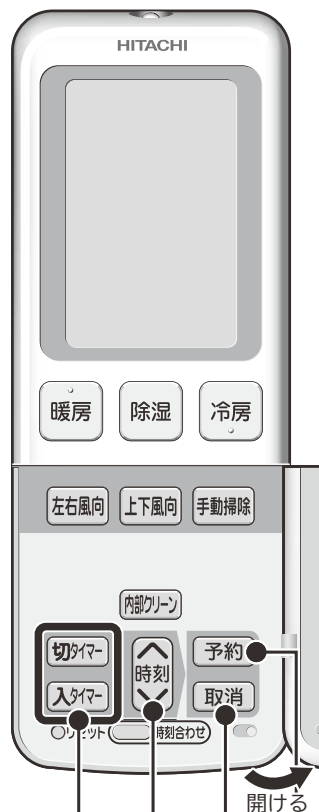 HITACHI
暖房 除湿 冷房
左右風向 上下風向 手動掃除
内部クリーン
切タイマー 時刻 予約
入タイマー 取消
リセット 時刻合わせ
開ける